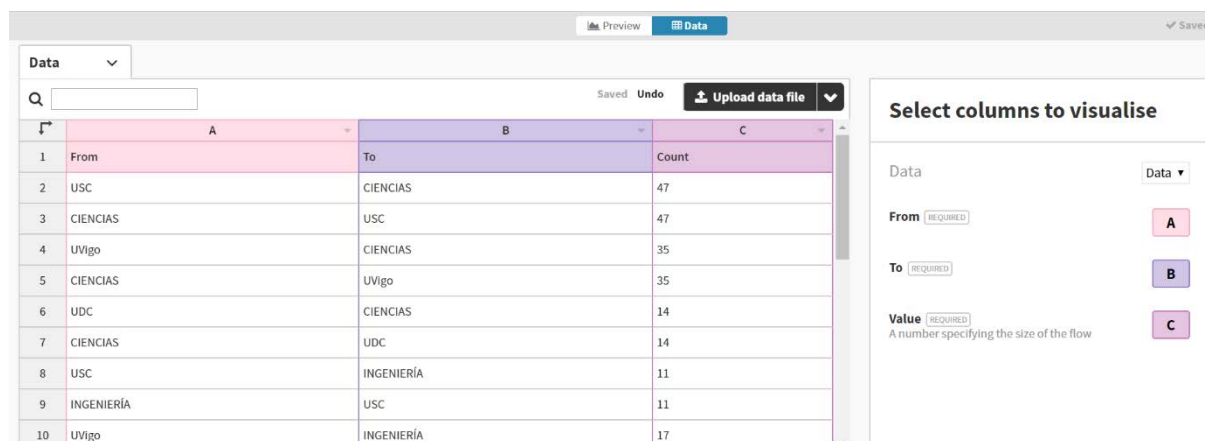 Preview Data Saved
Data
Saved Undo Upload data file
A B C
1 From To Count
2 USC CIENCIAS 47
3 CIENCIAS USC 47
4 UVigo CIENCIAS 35
5 CIENCIAS UVigo 35
6 UDC CIENCIAS 14
7 CIENCIAS UDC 14
8 USC INGENIERÍA 11
9 INGENIERÍA USC 11
10 UVigo INGENIERÍA 17
Select columns to visualise
Data Data
From REQUIRED A
To REQUIRED B
Value REQUIRED C
A number specifying the size of the flow